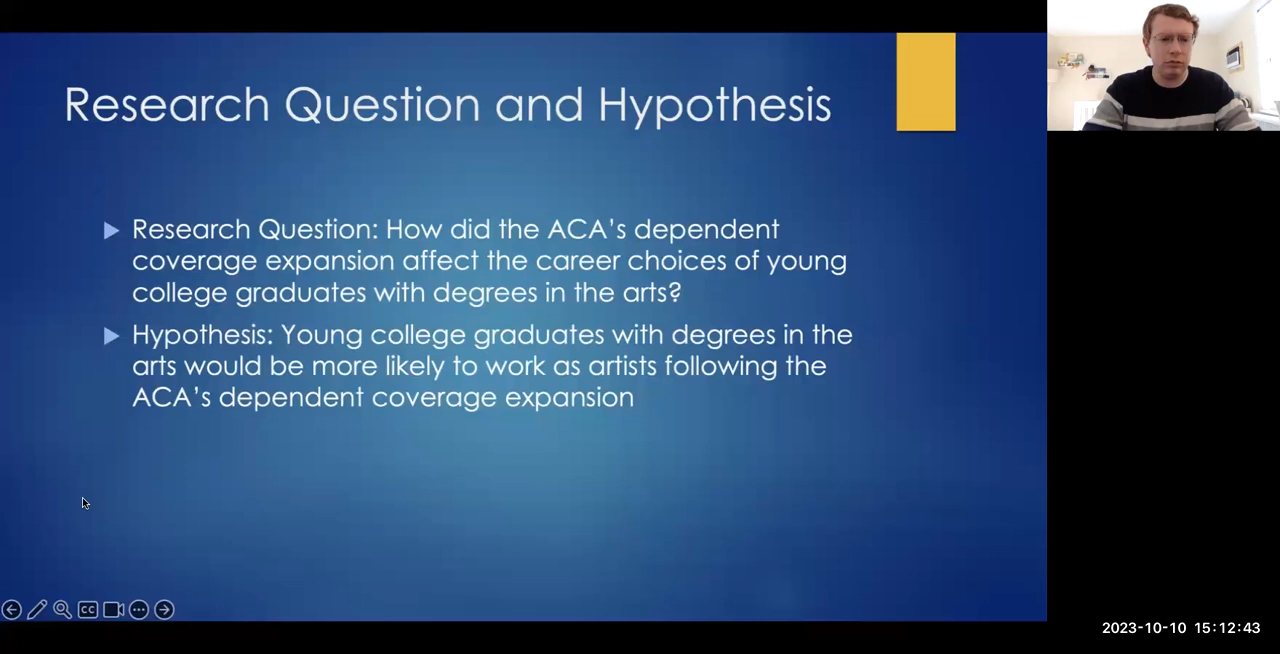 Research Question and Hypothesis
Research Question: How did the ACA's dependent
coverage expansion affect the career choices of young
college graduates with degrees in the arts?
Hypothesis: Young college graduates with degrees in the
arts would be more likely to work as artists following the
ACA's dependent coverage expansion
CC
2023-10-10 15:12:43